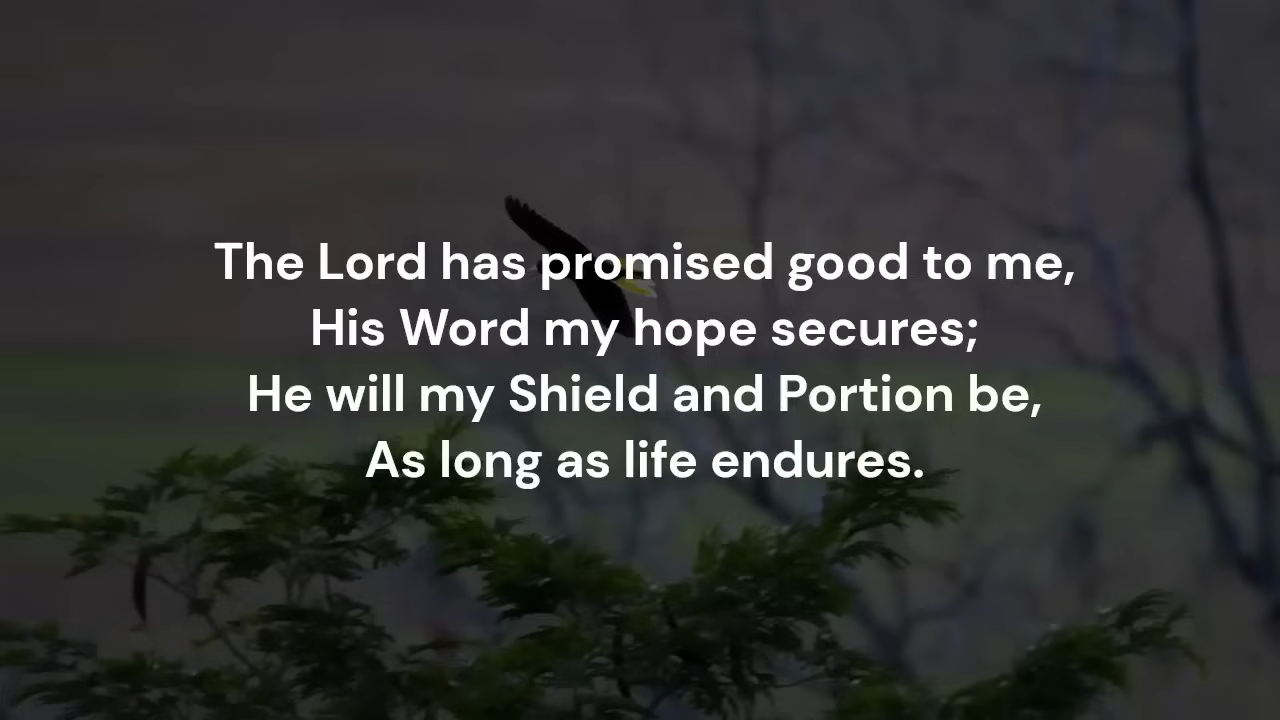 The Lord has promised good to me,
His Word my hope secures;
He will my Shield and Portion be,
As long as life endures.